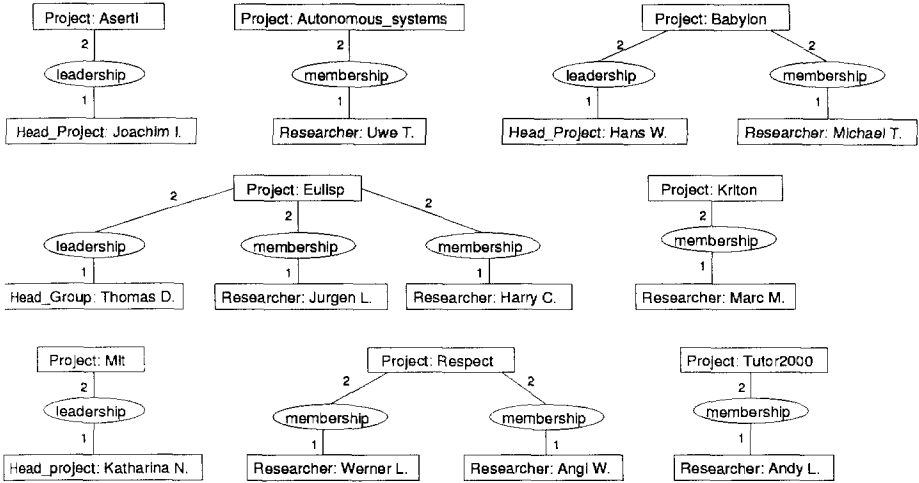 Project: Aserti
Project: Autonomous_systems
Project: Babylon
2
2
2
2
leadership
membership
leadership
membership
1
1
1
1
Head_Project: Joachim I.
Researcher: Uwe T.
Head_Project: Hans W.
Researcher: Michael T.
Project: Eulisp
Project: Kriton
2
2
2
2
leadership
membership
membership
membership
1
1
1
1
Head_Group: Thomas D.
Researcher: Jurgen L.
Researcher: Harry C.
Researcher: Marc M.
Project: Mlt
Project: Respect
Project: Tutor2000
2
2
2
2
leadership
membership
membership
membership
1
1
1
1
Head_project: Katharina N.
Researcher: Werner L.
Researcher: Angi W.
Researcher: Andy L.